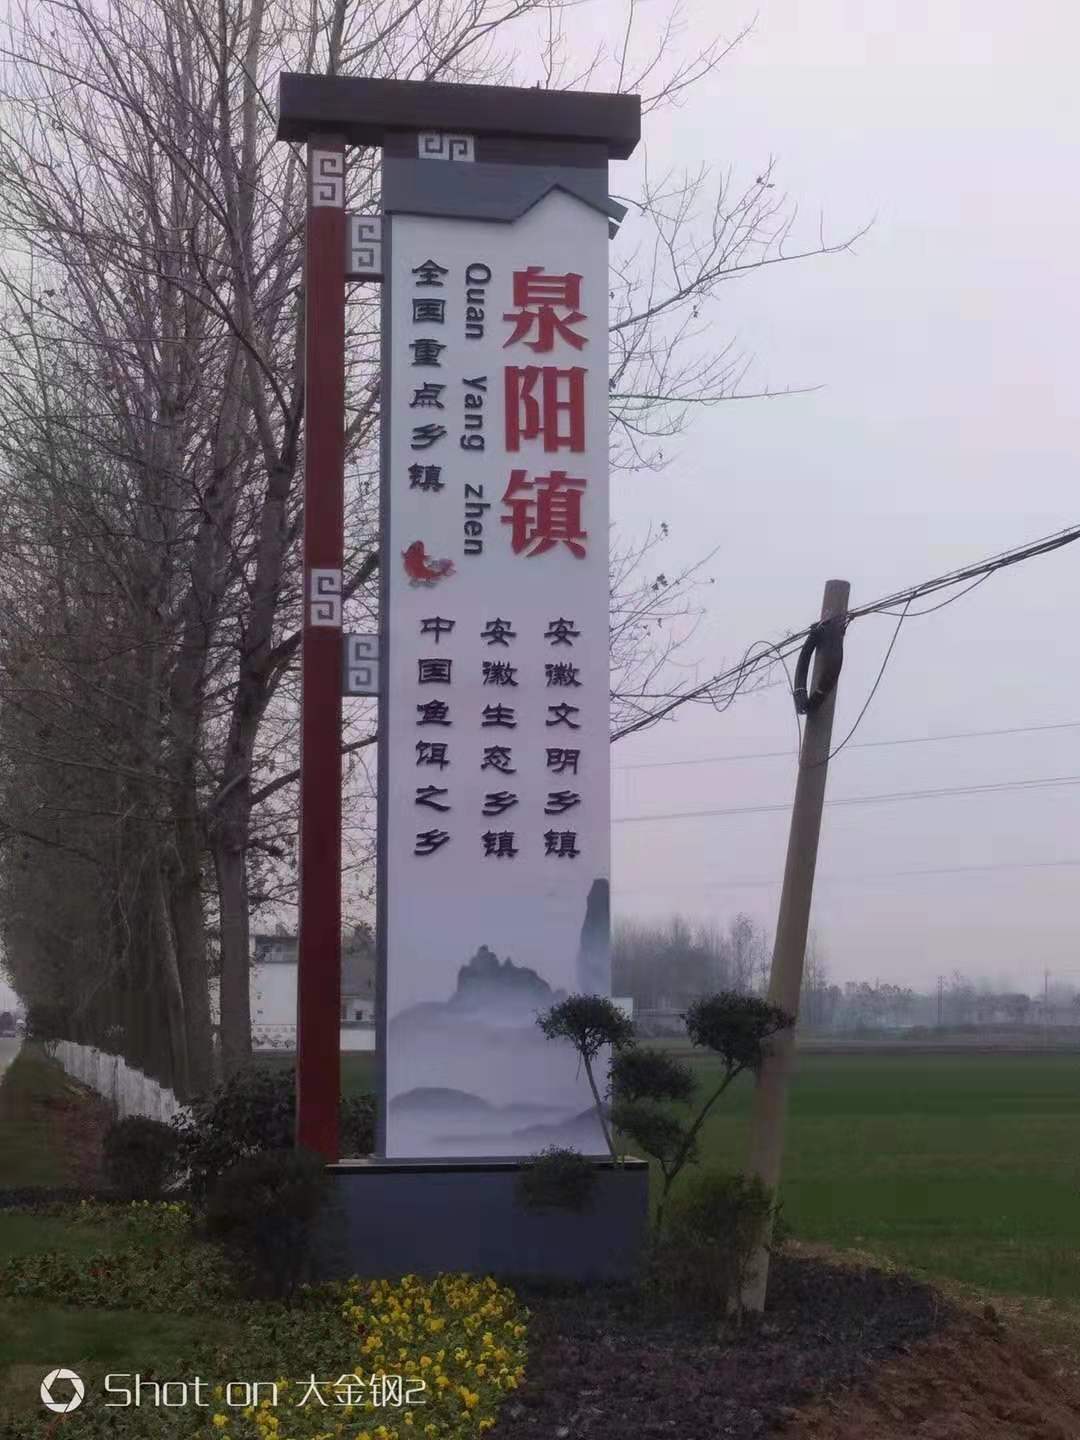 泉阳镇
Quan yang zhen
全国重点乡镇
安徽文明乡镇
安徽生态乡镇
中国鱼饵之乡
Shot on 大金钢2